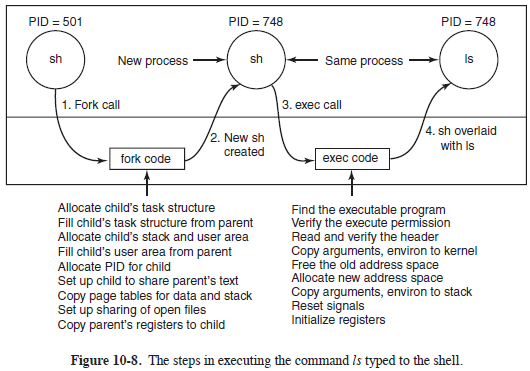 PID = 501
PID = 748
PID = 748
sh
New process
sh
Same process
ls
1. Fork call
3. exec call
2. New sh
created
4. sh overlaid
with ls
fork code
exec code
Allocate child's task structure
Fill child's task structure from parent
Allocate child's stack and user area
Fill child's user area from parent
Allocate PID for child
Set up child to share parent's text
Copy page tables for data and stack
Set up sharing of open files
Copy parent's registers to child
Find the executable program
Verify the execute permission
Read and verify the header
Copy arguments, environ to kernel
Free the old address space
Allocate new address space
Copy arguments, environ to stack
Reset signals
Initialize registers
Figure 10-8. The steps in executing the command ls typed to the shell.